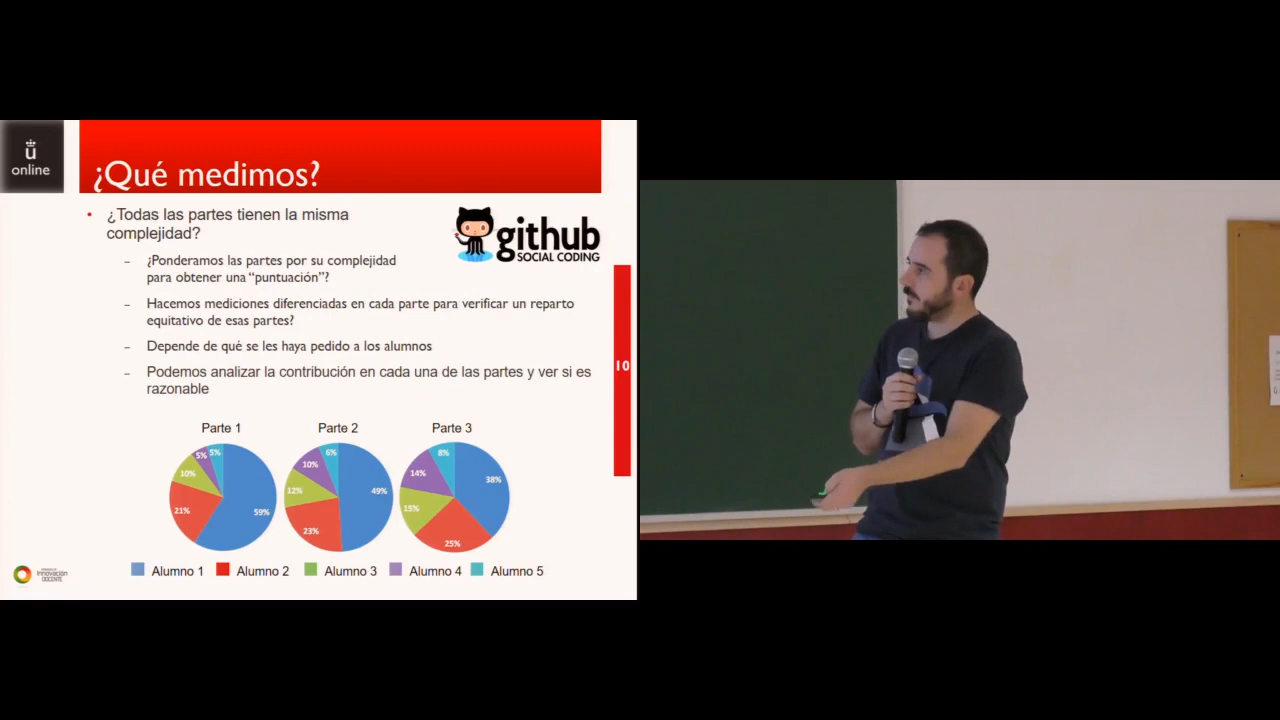 ü
online
¿Qué medimos?
• ¿Todas las partes tienen la misma
complejidad?
github
SOCIAL CODING
– ¿Ponderamos las partes por su complejidad
para obtener una “puntuación”?
– Hacemos mediciones diferenciadas en cada parte para verificar un reparto
equitativo de esas partes?
– Depende de qué se les haya pedido a los alumnos
10
– Podemos analizar la contribución en cada una de las partes y ver si es
razonable
Parte 1 Parte 2 Parte 3
5% 5% 10% 21% 59%
6% 10% 12% 23% 49%
8% 14% 15% 25% 38%
innovación
DOCENTE
Alumno 1 Alumno 2 Alumno 3 Alumno 4 Alumno 5